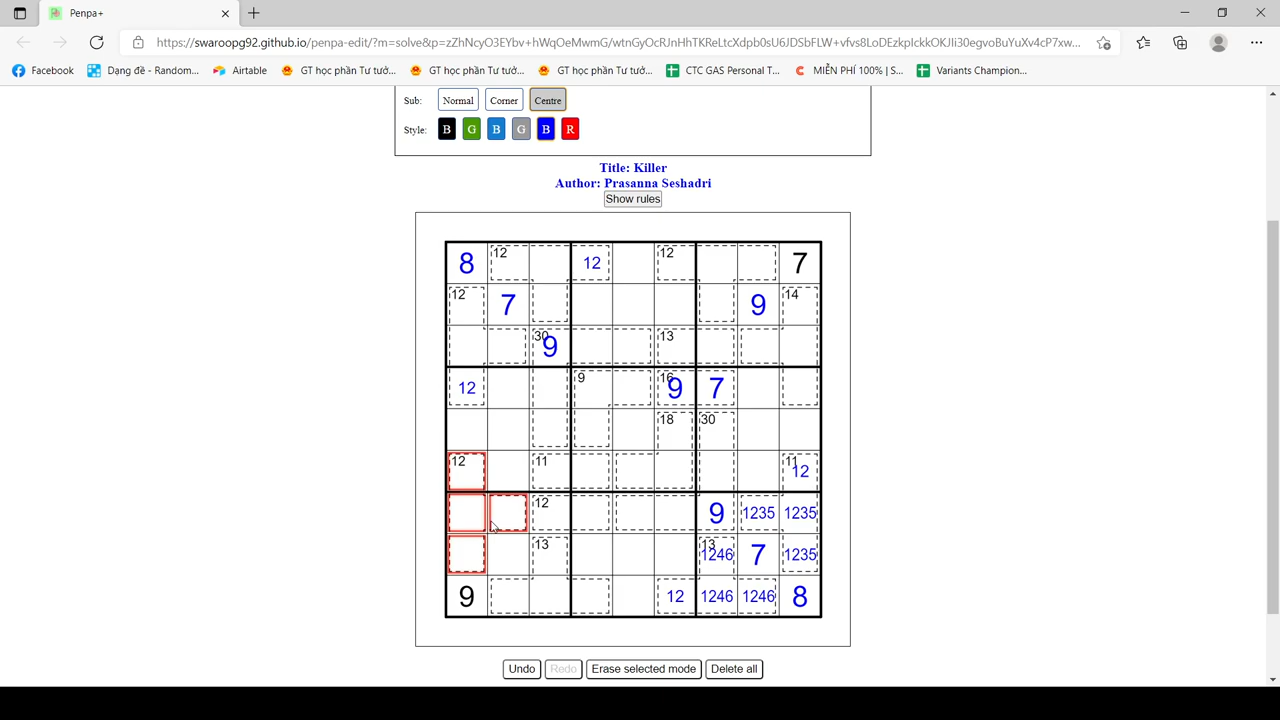 Penpa+
https://swaroopg92.github.io/penpa-edit/?m=solve&p=zZhNcyO3EYbv+hWqOeMwmG/wtnGyOcRJnHhTKReLtcXdpb0sU6JDSbFLW+vfvs8LoDEzkpIckkOKJIi30egvoBuYuXv4cP7xw...
Facebook
Dạng đề - Random...
Airtable
GT học phần Tư tưở...
GT học phần Tư tưở...
GT học phần Tư tưở...
CTC GAS Personal T...
MIỄN PHÍ 100% | S...
Variants Champion...
Sub: Normal Corner Centre
Style: B G B G B R
Title: Killer
Author: Prasanna Seshadri
Show rules
8 12 12 12 7
12 7 9 14
30 9 13
12 9 16 9 7
18 30
12 11 11 12
12 9 1235 1235
13 13 1246 7 1235
9 12 1246 1246 8
Undo Redo Erase selected mode Delete all